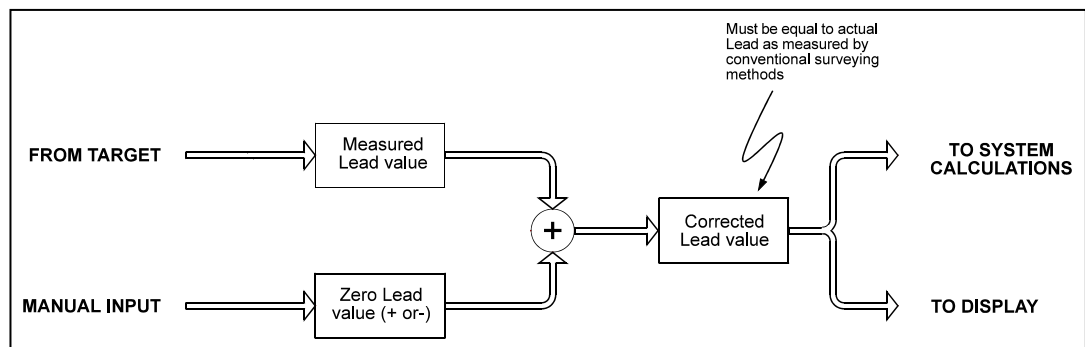 Must be equal to actual
Lead as measured by
conventional surveying
methods
FROM TARGET
Measured
Lead value
TO SYSTEM
CALCULATIONS
+
Corrected
Lead value
MANUAL INPUT
Zero Lead
value (+ or-)
TO DISPLAY